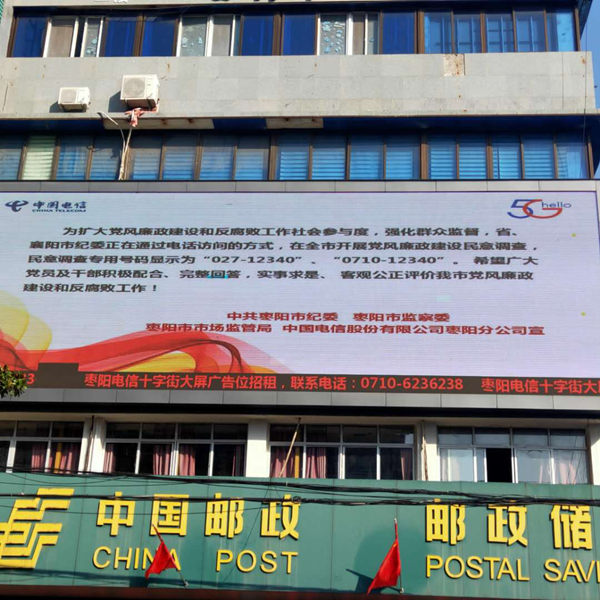 中国电信
CHINA TELECOM
5G hello
为扩大党风廉政建设和反腐败工作社会参与度，强化群众监督，省、
襄阳市纪委正在通过电话访问的方式，在全市开展党风廉政建设民意调查，
民意调查专用号码显示为“027-12340”、“0710-12340”。希望广大
党员及干部积极配合、完整回答，实事求是、客观公正评价我市党风廉政
建设和反腐败工作！
中共枣阳市纪委 枣阳市监察委
枣阳市市场监管局 中国电信股份有限公司枣阳分公司宣
3 枣阳电信十字街大屏广告位招租，联系电话：0710-6236238 枣阳电信十字街大屏
中国邮政 邮政储
CHINA POST POSTAL SAVI